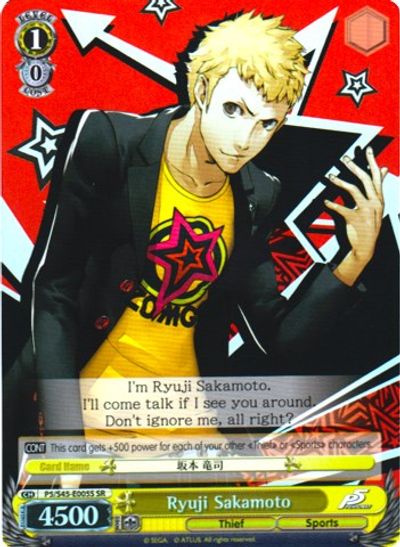 LEVEL
1
0
COST
ZOMG
I'm Ryuji Sakamoto.
I'll come talk if I see you around.
Don't ignore me, all right?
CONT This card gets +500 power for each of your other «Thief» or «Sports» characters.
Card Name
坂本 竜司
CH P5/S45-E005S SR
Ryuji Sakamoto
4500
Thief Sports
P5
© SEGA © ATLUS. All rights reserved.